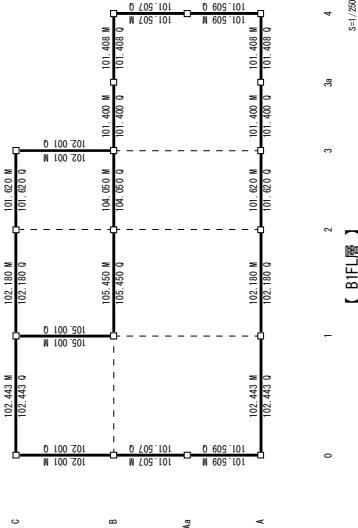 C
102.443 M
102.443 Q
102.180 M
102.180 Q
101.620 M
101.620 Q
102.001 M
102.001 Q
105.001 M
105.001 Q
102.001 M
102.001 Q
B
105.450 M
105.450 Q
104.050 M
104.050 Q
101.400 M
101.400 Q
101.408 M
101.408 Q
101.507 M
101.507 Q
101.507 M
101.507 Q
Aa
101.509 M
101.509 Q
101.509 M
101.509 Q
A
102.443 M
102.443 Q
102.180 M
102.180 Q
101.620 M
101.620 Q
101.400 M
101.400 Q
101.408 M
101.408 Q
0 1 2 3 3a 4
【 B1FL層 】
S=1/250